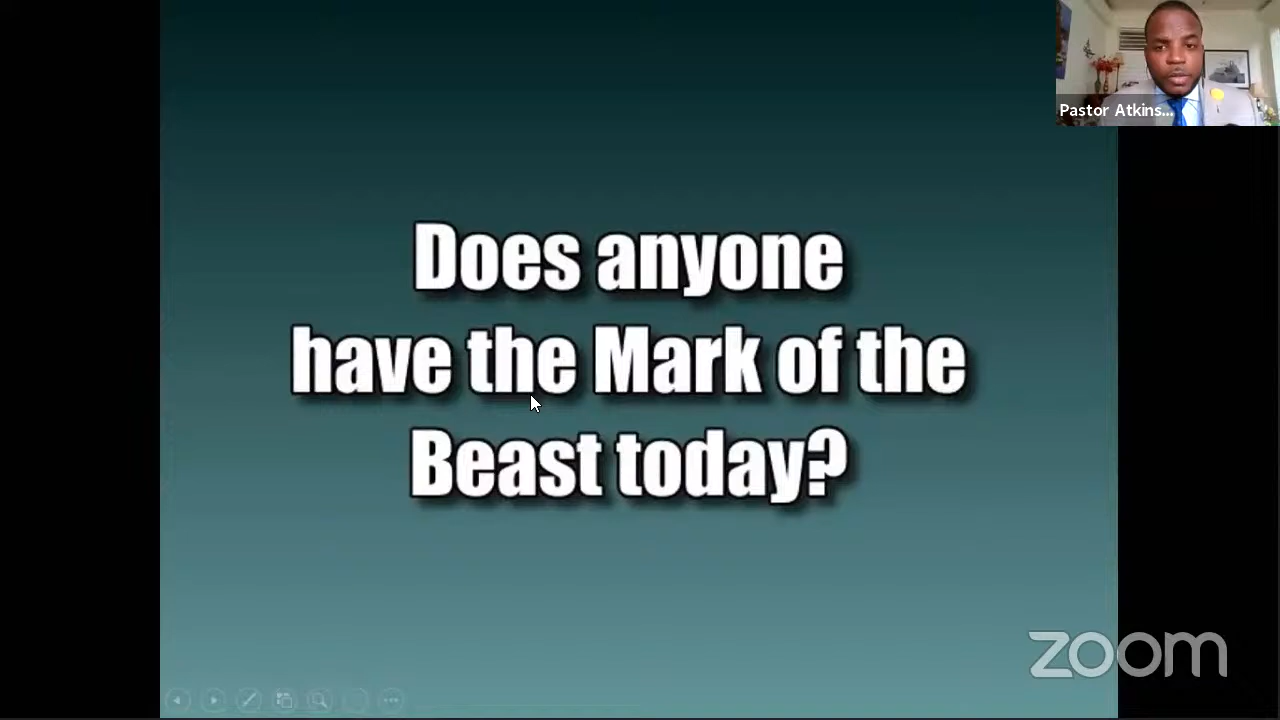 Pastor Atkins...
Does anyone
have the Mark of the
Beast today?
zoom